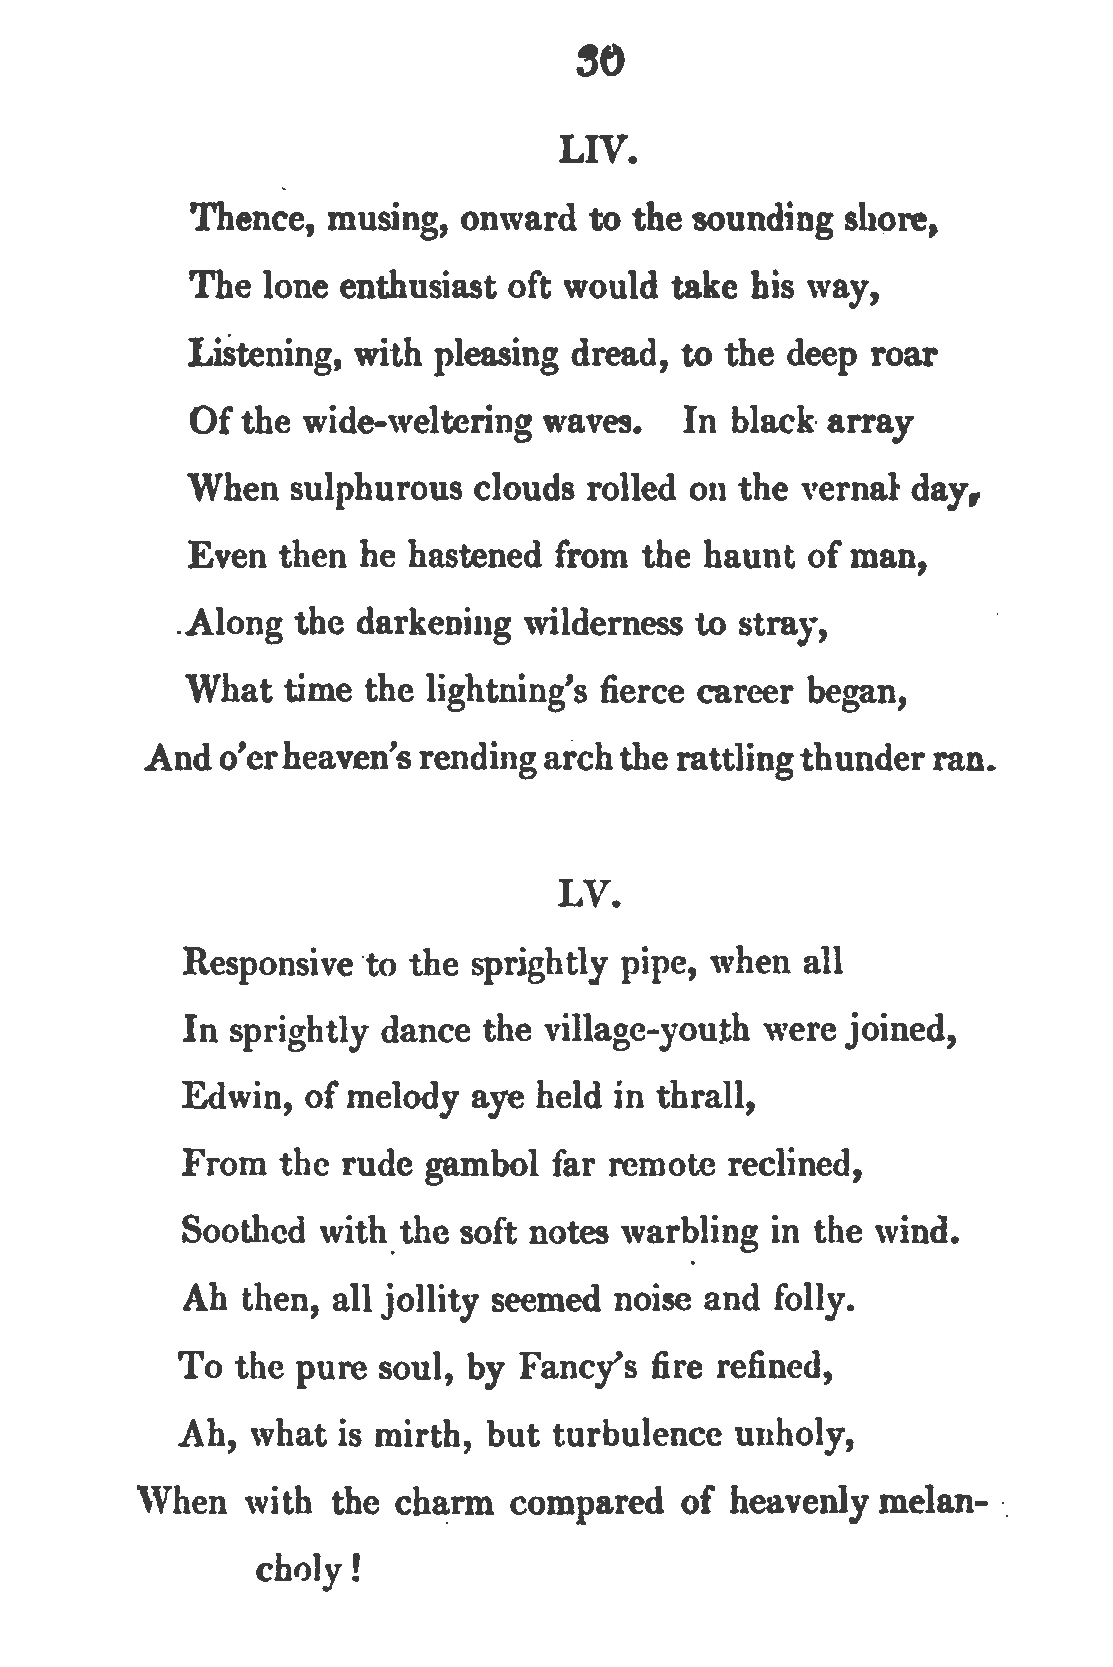 30
LIV.
Thence, musing, onward to the sounding shore,
The lone enthusiast oft would take his way,
Listening, with pleasing dread, to the deep roar
Of the wide-weltering waves. In black array
When sulphurous clouds rolled on the vernal day,
Even then he hastened from the haunt of man,
Along the darkening wilderness to stray,
What time the lightning's fierce career began,
And o'er heaven's rending arch the rattling thunder ran.
LV.
Responsive to the sprightly pipe, when all
In sprightly dance the village-youth were joined,
Edwin, of melody aye held in thrall,
From the rude gambol far remote reclined,
Soothed with the soft notes warbling in the wind.
Ah then, all jollity seemed noise and folly.
To the pure soul, by Fancy's fire refined,
Ah, what is mirth, but turbulence unholy,
When with the charm compared of heavenly melan-
choly!